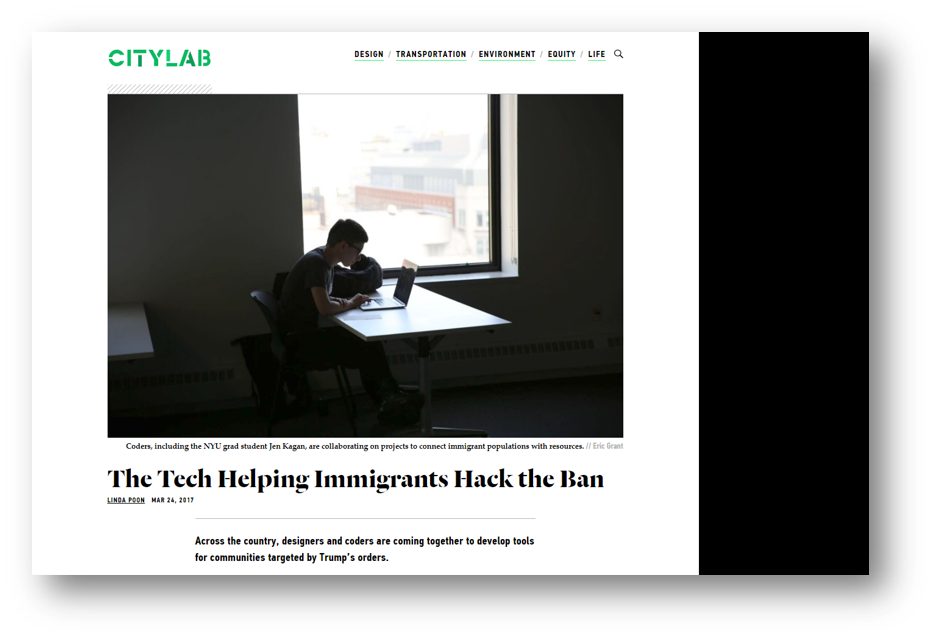 CITYLAB
DESIGN / TRANSPORTATION / ENVIRONMENT / EQUITY / LIFE
Coders, including the NYU grad student Jen Kagan, are collaborating on projects to connect immigrant populations with resources. // Eric Grant
The Tech Helping Immigrants Hack the Ban
LINDA POON MAR 24, 2017
Across the country, designers and coders are coming together to develop tools
for communities targeted by Trump's orders.